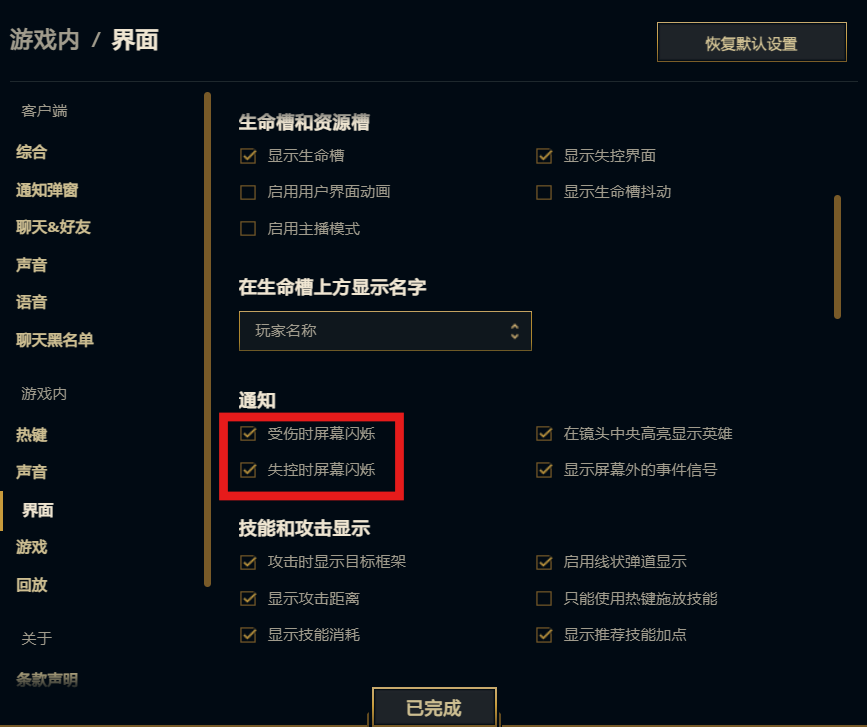 游戏内 / 界面
恢复默认设置
客户端
综合
通知弹窗
聊天&好友
声音
语音
聊天黑名单
游戏内
热键
声音
界面
游戏
回放
关于
条款声明
生命槽和资源槽
显示生命槽
显示失控界面
启用用户界面动画
显示生命槽抖动
启用主播模式
在生命槽上方显示名字
玩家名称
通知
受伤时屏幕闪烁
在镜头中央高亮显示英雄
失控时屏幕闪烁
显示屏幕外的事件信号
技能和攻击显示
攻击时显示目标框架
启用线状弹道显示
显示攻击距离
只能使用热键施放技能
显示技能消耗
显示推荐技能加点
已完成